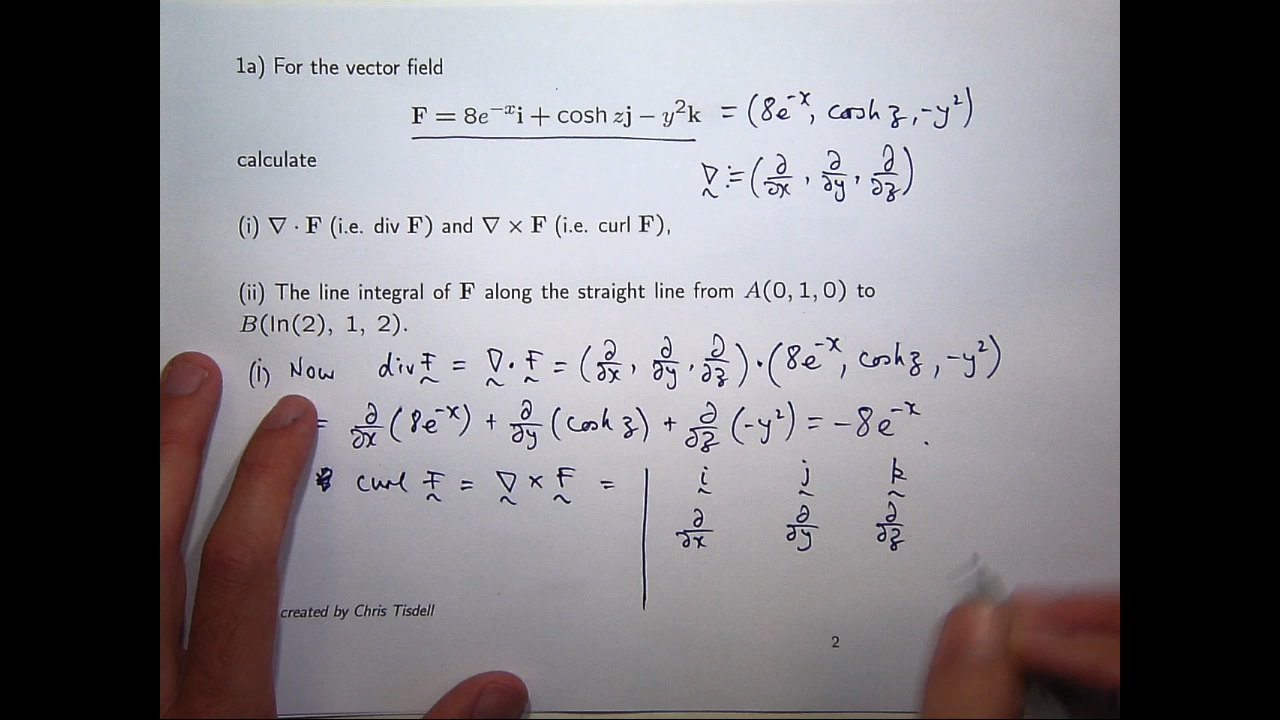 1a) For the vector field
F = 8e^{-x}i + cosh zj − y^2k = (8e^{-x}, cosh z, -y^2)
calculate
∇ := (∂/∂x, ∂/∂y, ∂/∂z)
(i) ∇ · F (i.e. div F) and ∇ × F (i.e. curl F),
(ii) The line integral of F along the straight line from A(0, 1, 0) to
B(ln(2), 1, 2).
(i) Now div F = ∇ · F = (∂/∂x, ∂/∂y, ∂/∂z) · (8e^{-x}, cosh z, -y^2)
= ∂/∂x (8e^{-x}) + ∂/∂y (cosh z) + ∂/∂z (-y^2) = -8e^{-x}.
curl F = ∇ × F = | i j k
∂/∂x ∂/∂y ∂/∂z
created by Chris Tisdell
2